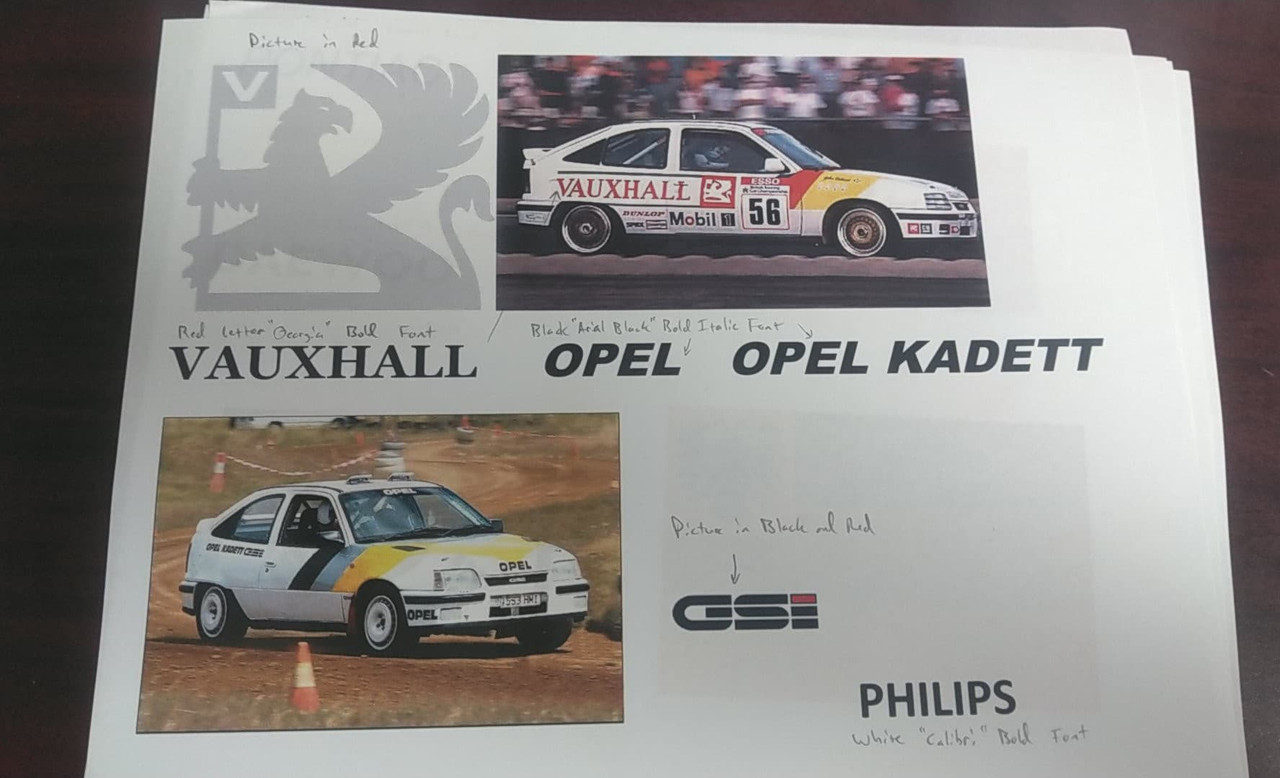 Picture in Red
V
VAUXHALL
ESSO
56
DUNLOP
Mobil 1
Red Letter "Georgia" Bold Font
Black "Arial Black" Bold Italic Font
VAUXHALL
OPEL
OPEL KADETT
OPEL
OPEL KADETT GSI
OPEL
OPEL
Picture in Black and Red
GSi
PHILIPS
White "Calibri" Bold Font